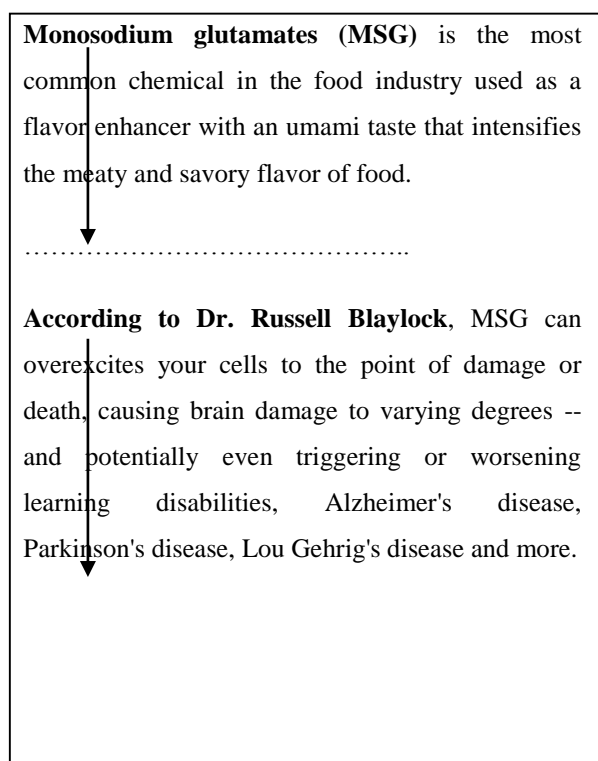 Monosodium glutamates (MSG) is the most
common chemical in the food industry used as a
flavor enhancer with an umami taste that intensifies
the meaty and savory flavor of food.
……………………………………..
According to Dr. Russell Blaylock, MSG can
overexcites your cells to the point of damage or
death, causing brain damage to varying degrees --
and potentially even triggering or worsening
learning disabilities, Alzheimer's disease,
Parkinson's disease, Lou Gehrig's disease and more.